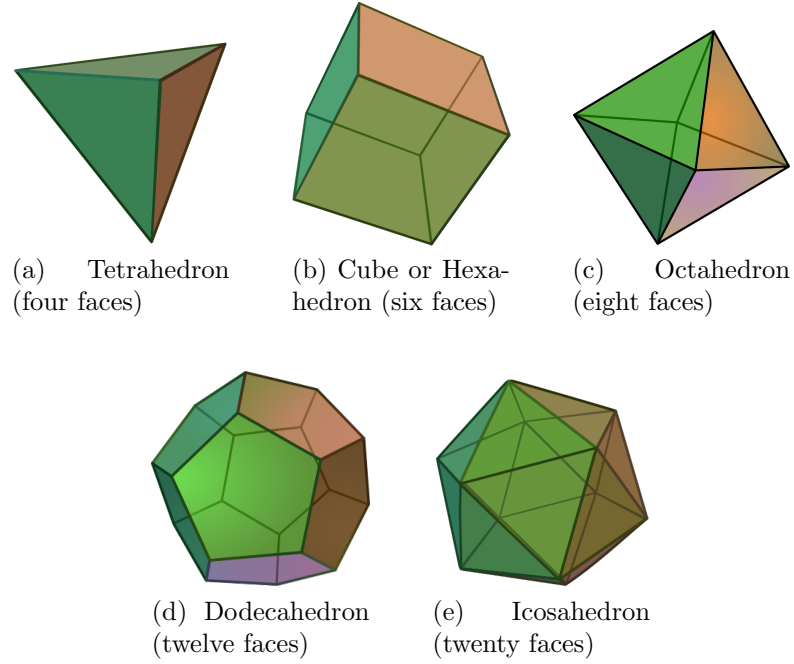 (a) Tetrahedron
(four faces)
(b) Cube or Hexa-
hedron (six faces)
(c) Octahedron
(eight faces)
(d) Dodecahedron
(twelve faces)
(e) Icosahedron
(twenty faces)